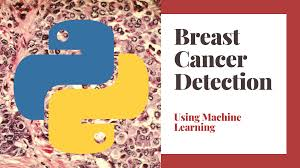 Breast
Cancer
Detection
Using Machine
Learning